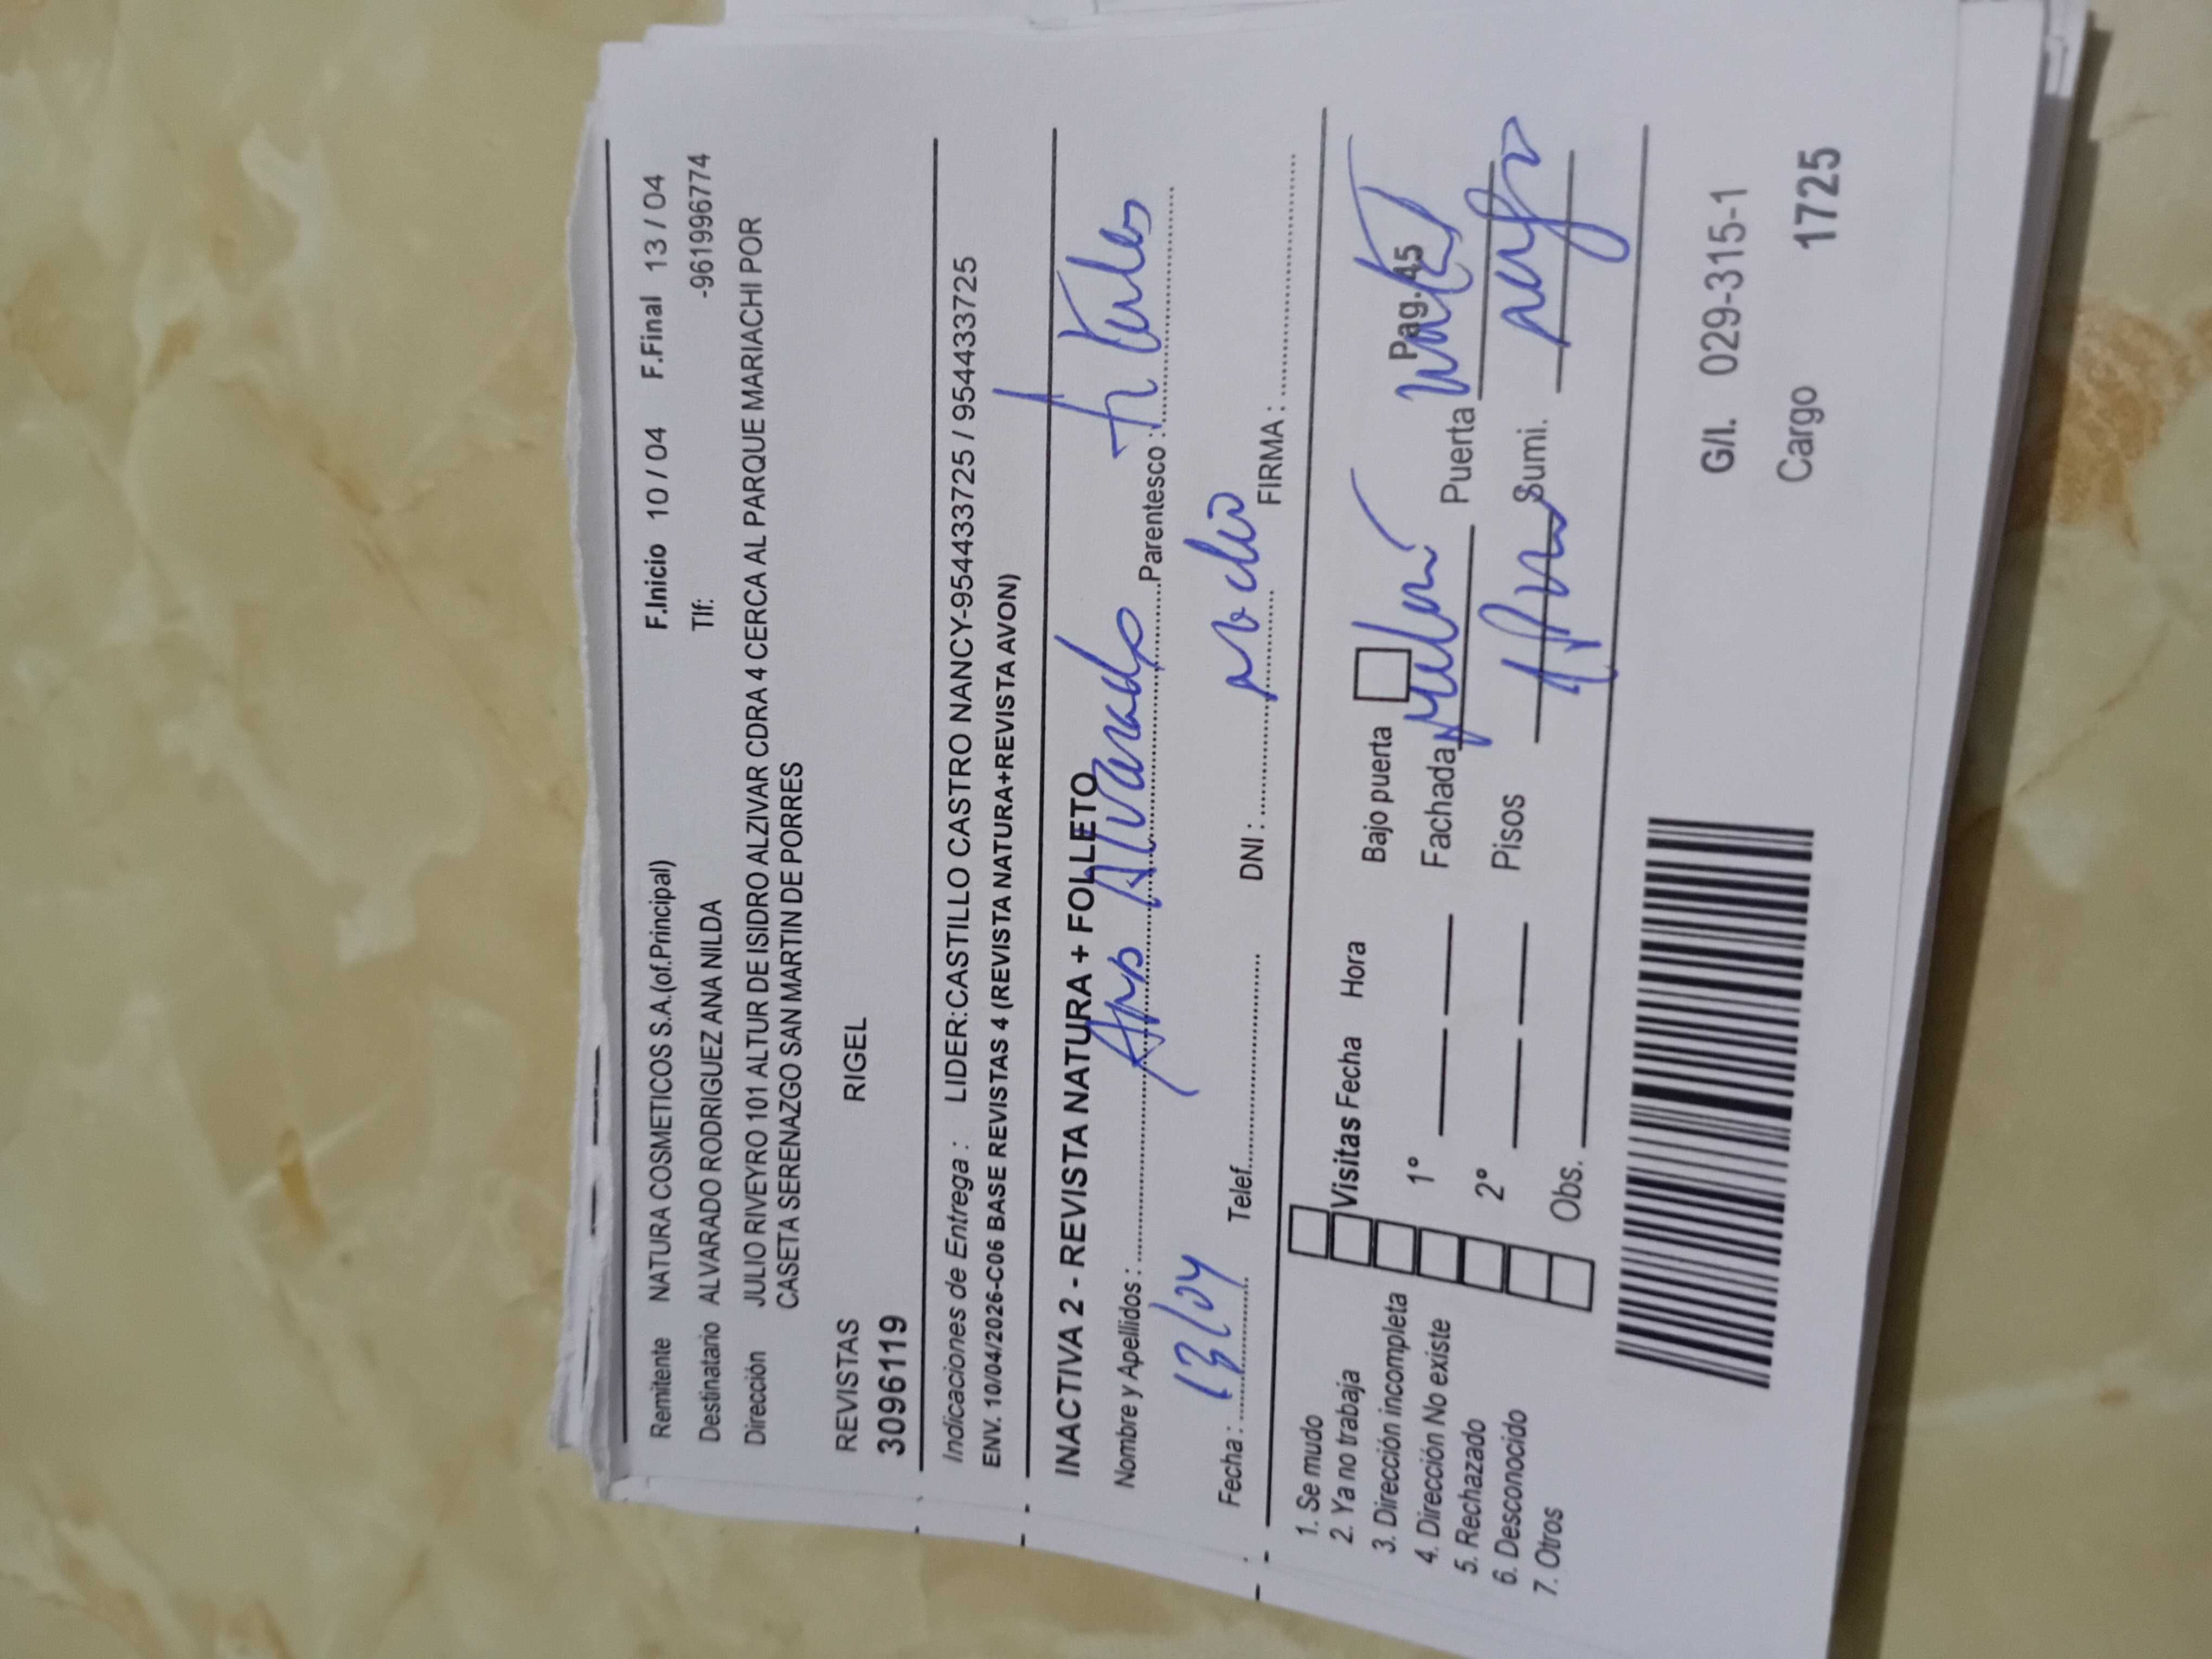 Remitente NATURA COSMETICOS S.A.(of.Principal) F.Inicio 10 / 04 F.Final 13 / 04
Destinatario ALVARADO RODRIGUEZ ANA NILDA Tlf: -9619996774
Dirección JULIO RIVEYRO 101 ALTUR DE ISIDRO ALZIVAR CDRA 4 CERCA AL PARQUE MARIACHI POR
CASETA SERENAZGO SAN MARTIN DE PORRES
REVISTAS RIGEL
3096119
Indicaciones de Entrega : LIDER:CASTILLO CASTRO NANCY-954433725 / 954433725
ENV. 10/04/2026-C06 BASE REVISTAS 4 (REVISTA NATURA+REVISTA AVON)
INACTIVA 2 - REVISTA NATURA + FOLLETO
Nombre y Apellidos : Alvarado Parentesco :
Fecha : 13/04 Telef. DNI : FIRMA :
1. Se mudo
2. Ya no trabaja
3. Dirección incompleta
4. Dirección No existe
5. Rechazado
6. Desconocido
7. Otros
Visitas Fecha Hora Bajo puerta Pag. 45
1° Fachada Puerta
2° Pisos Sumi.
Obs.
G/I. 029-315-1
Cargo 1725